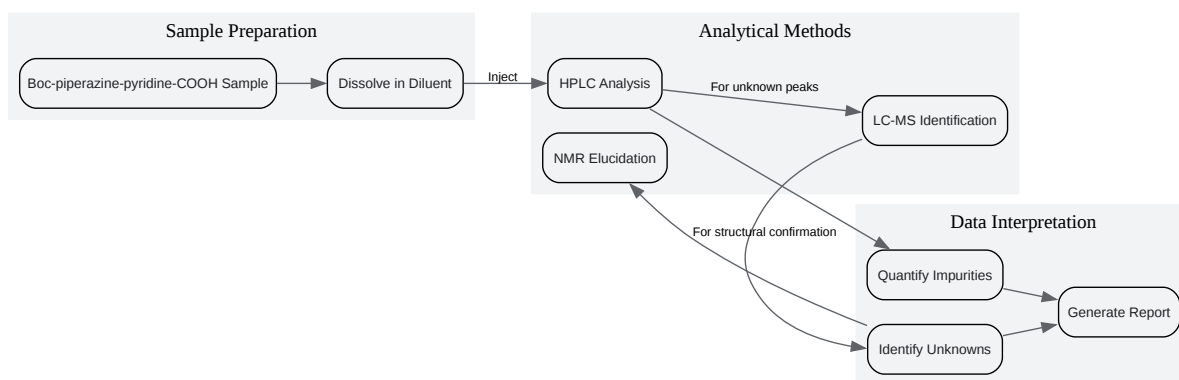 Sample Preparation
Boc-piperazine-pyridine-COOH Sample
Dissolve in Diluent
Inject
Analytical Methods
HPLC Analysis
For unknown peaks
LC-MS Identification
NMR Elucidation
For structural confirmation
Data Interpretation
Quantify Impurities
Generate Report
Identify Unknowns